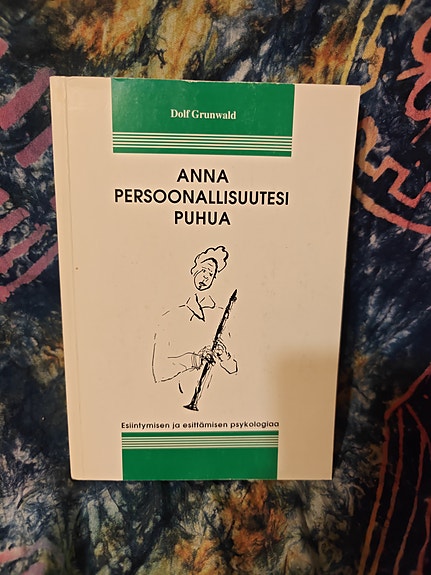 Dolf Grunwald
ANNA
PERSOONALLISUUTESI
PUHUA
Esiintymisen ja esittämisen psykologiaa